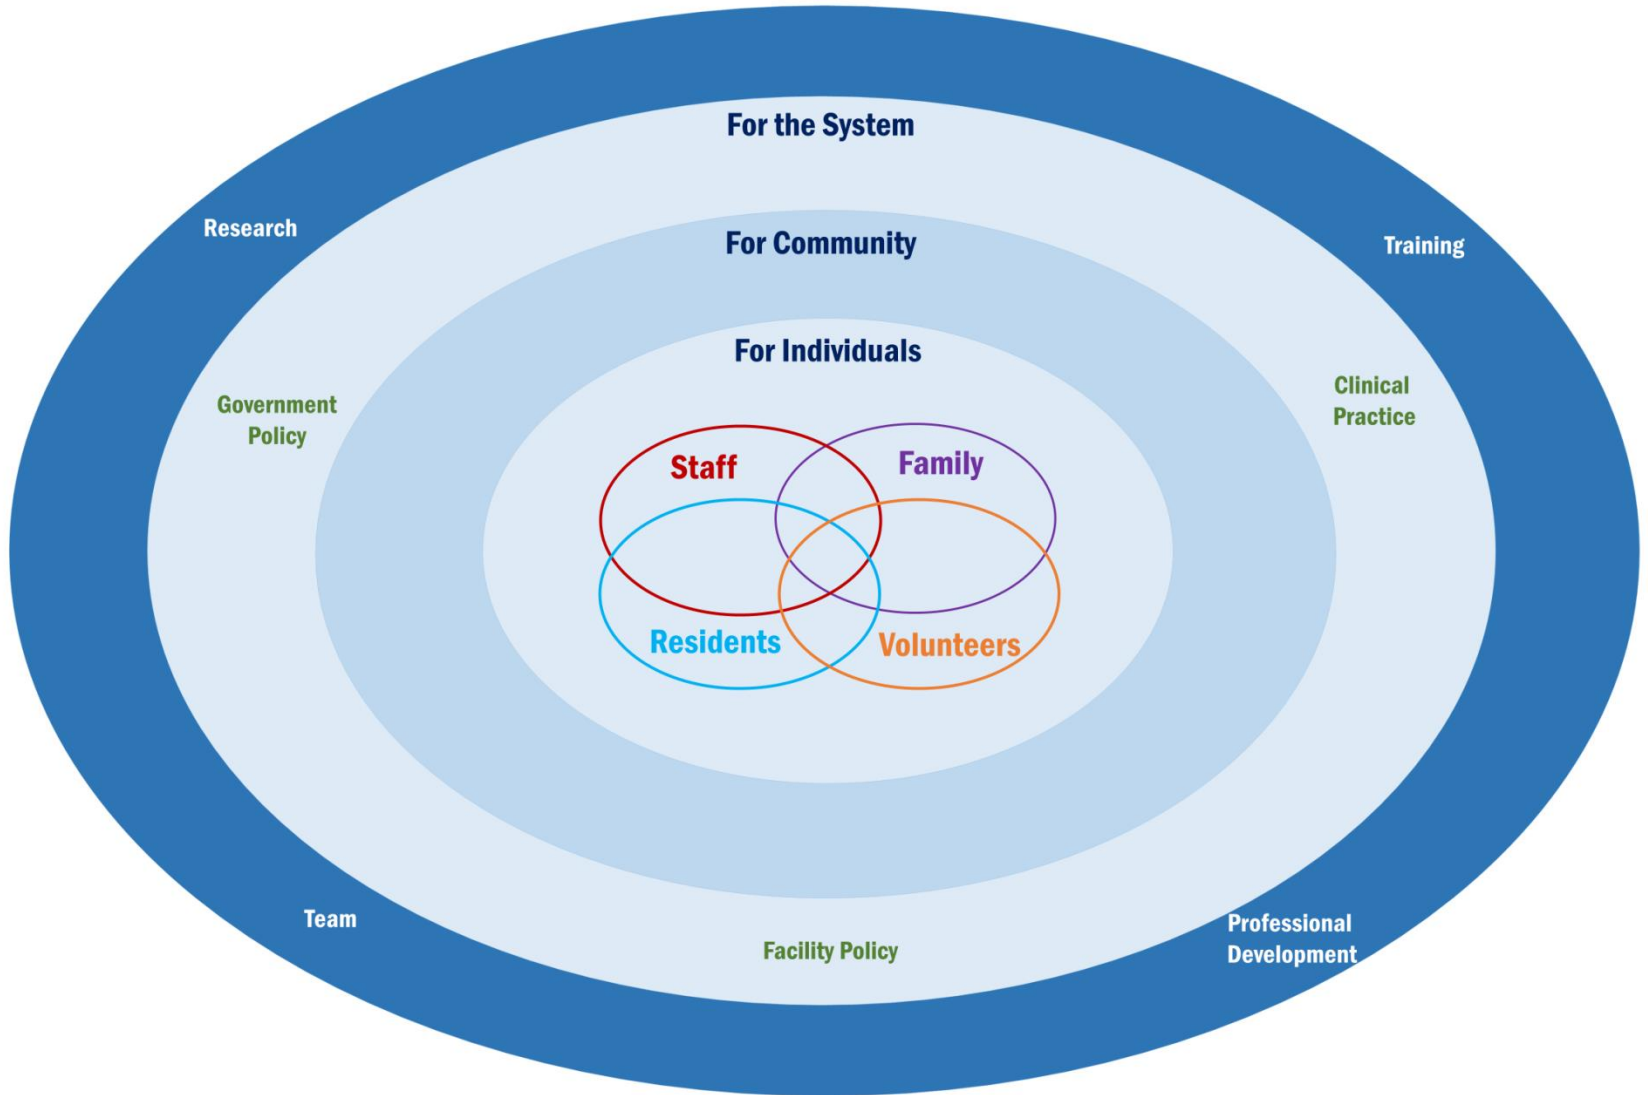 For the System
Research
Training
For Community
For Individuals
Government
Policy
Clinical
Practice
Staff
Family
Residents
Volunteers
Team
Professional
Development
Facility Policy